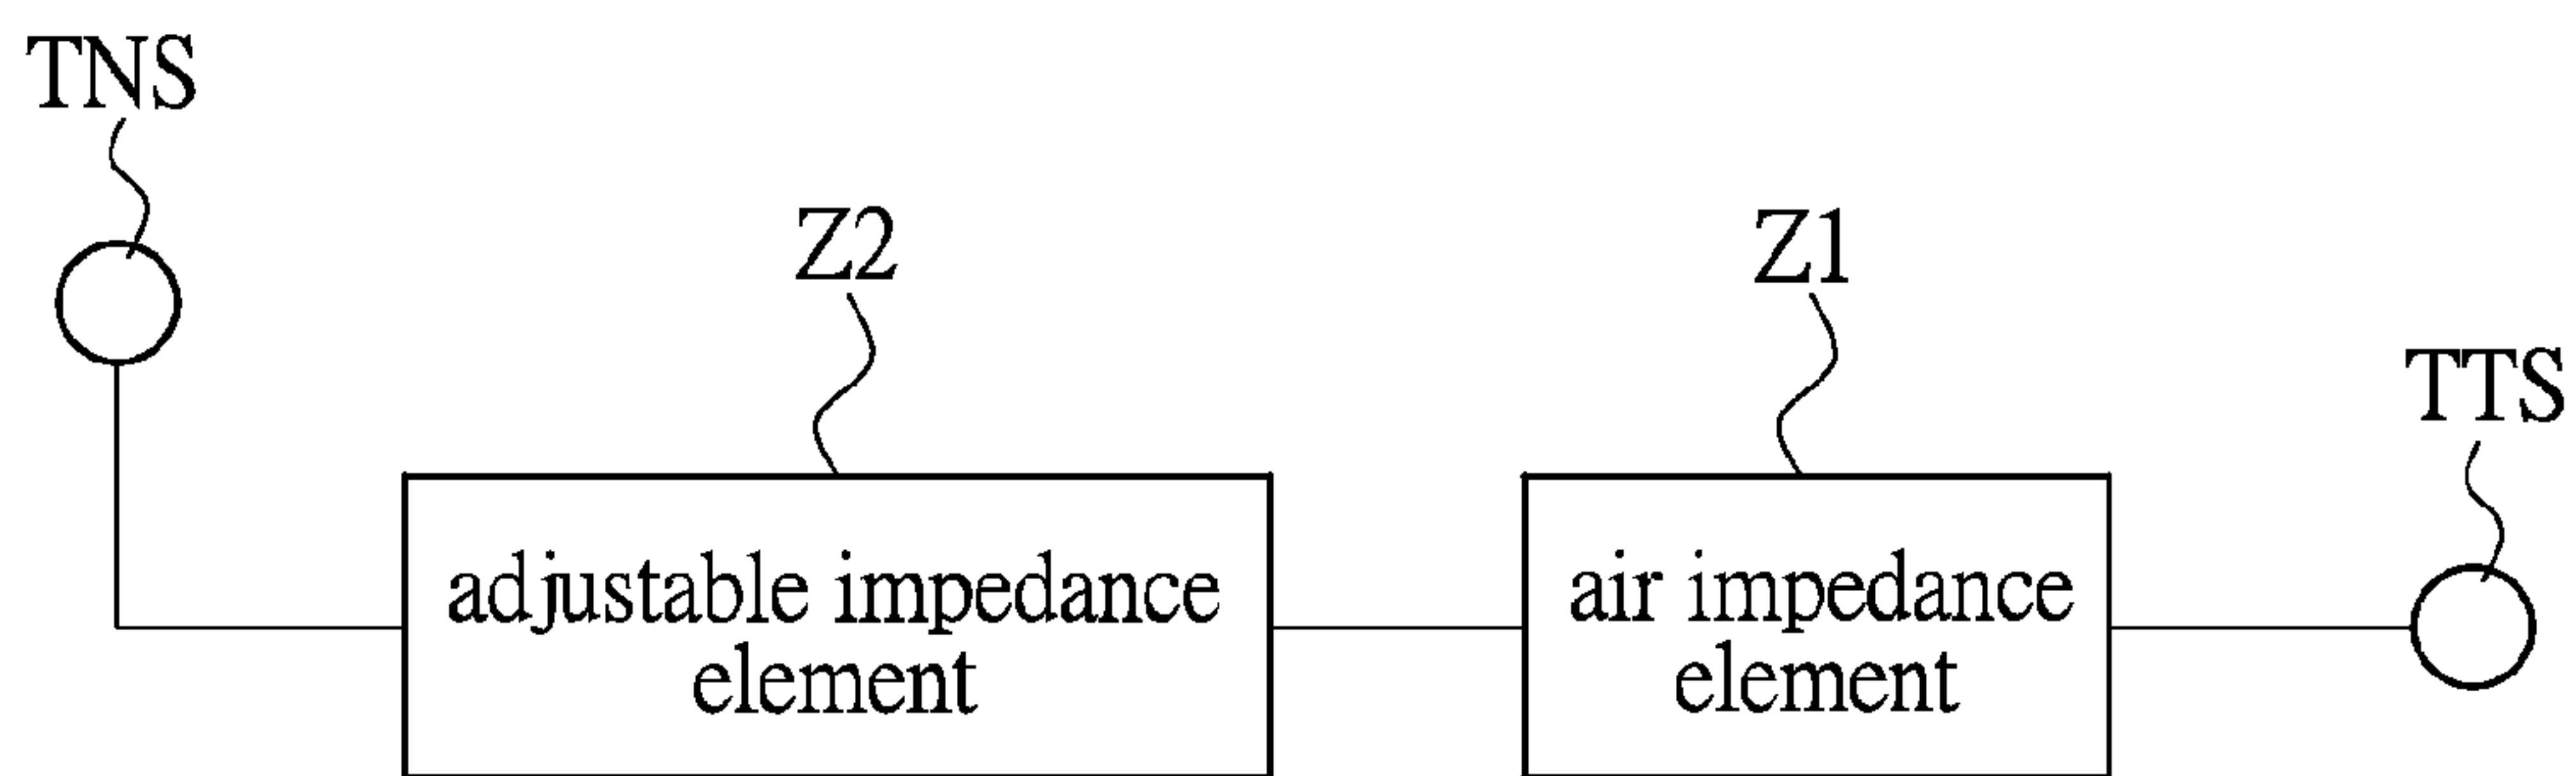 TNS
Z2
Z1
TTS
adjustable impedance
element
air impedance
element